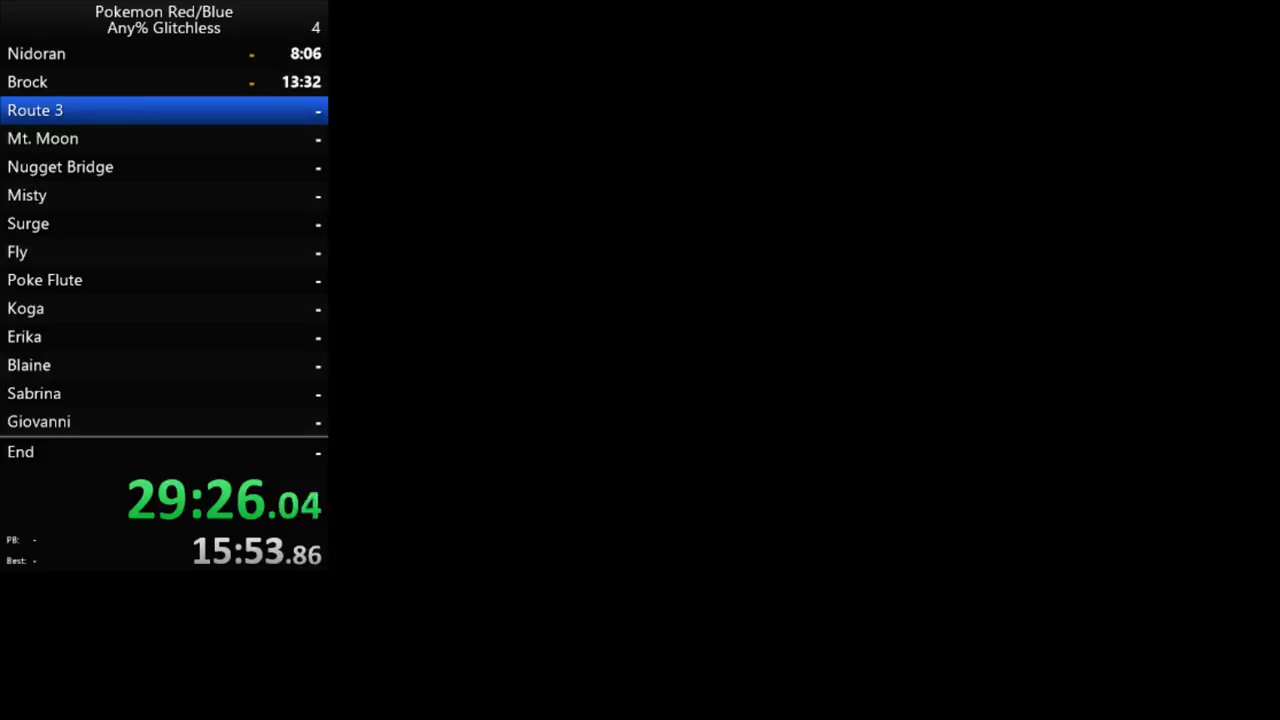 Pokemon Red/Blue
Any% Glitchless 4
Nidoran - 8:06
Brock - 13:32
Route 3 -
Mt. Moon -
Nugget Bridge -
Misty -
Surge -
Fly -
Poke Flute -
Koga -
Erika -
Blaine -
Sabrina -
Giovanni -
End -
29:26.04
PB: -
15:53.86
Best: -